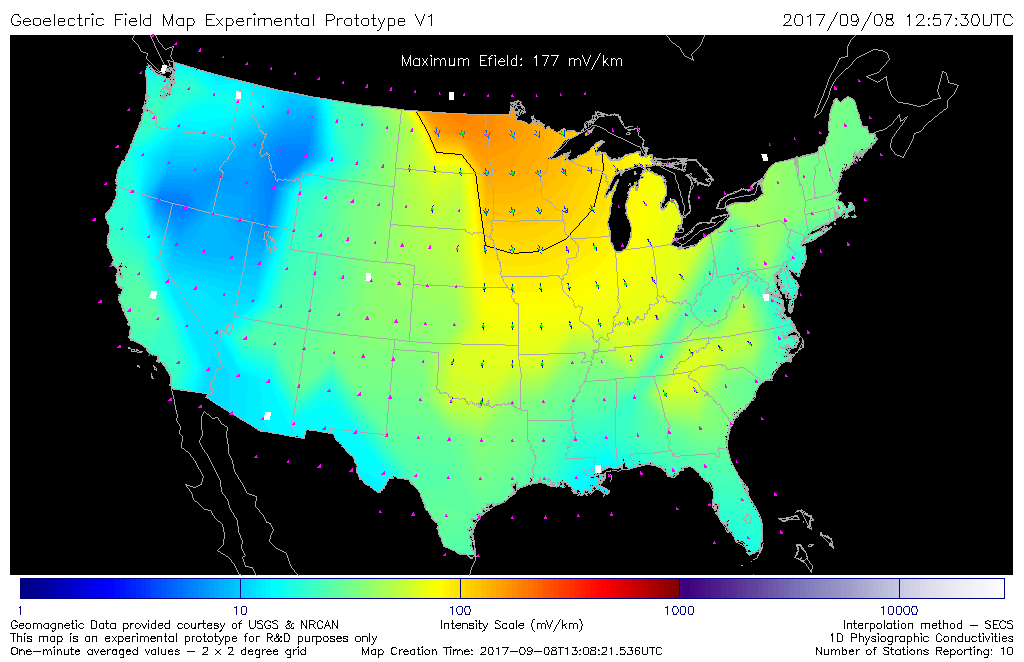 Geoelectric Field Map Experimental Prototype V1
2017/09/08 12:57:30UTC
Maximum Efield: 177 mV/km
1 10 100 1000 10000
Geomagnetic Data provided courtesy of USGS & NRCAN
Intensity Scale (mV/km)
Interpolation method – SECS
This map is an experimental prototype for R&D purposes only
1D Physiographic Conductivities
One-minute averaged values – 2 x 2 degree grid
Map Creation Time: 2017-09-08T13:08:21.536UTC
Number of Stations Reporting: 10